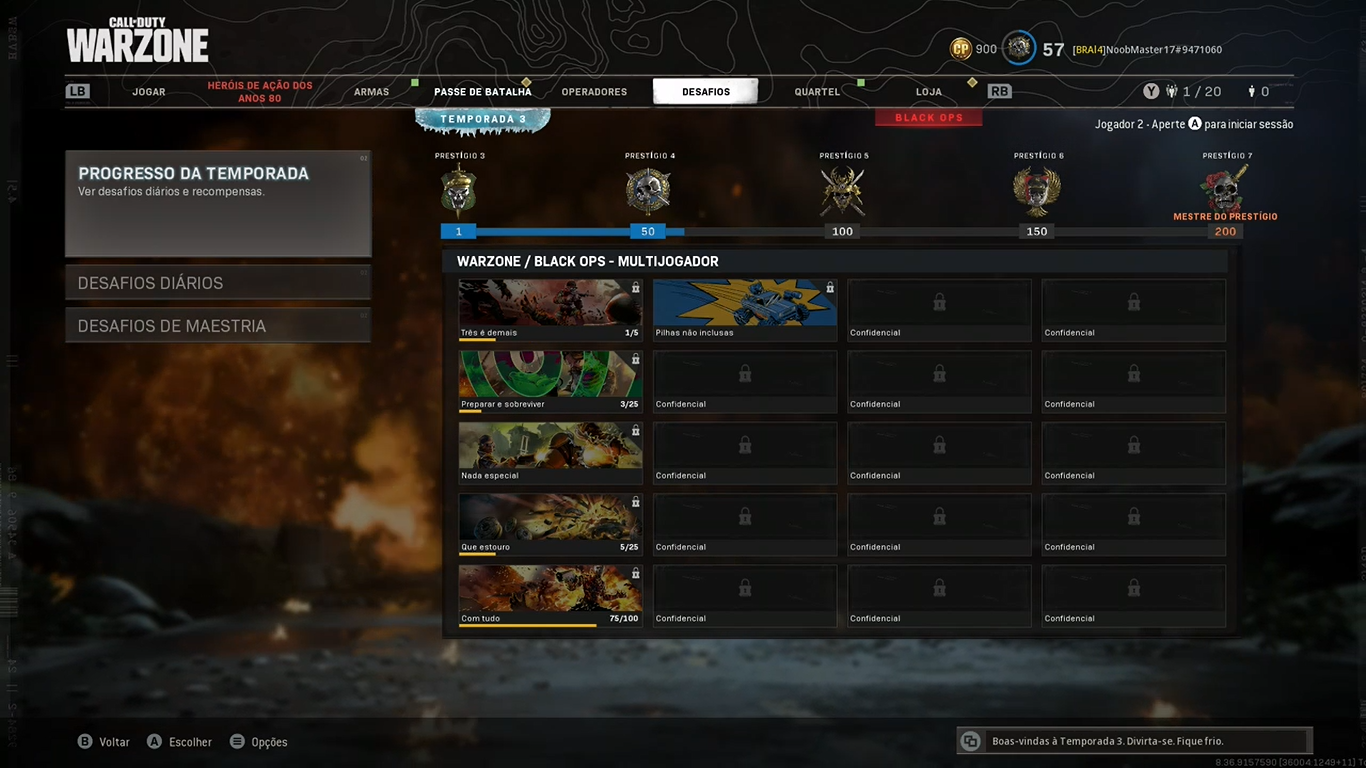 CALL·DUTY
WARZONE
CP 900
57
[BRAI4]NoobMaster17#9471060
LB
JOGAR
HERÓIS DE AÇÃO DOS
ANOS 80
ARMAS
PASSE DE BATALHA
OPERADORES
DESAFIOS
QUARTEL
LOJA
RB
Y 1 / 20
0
TEMPORADA 3
BLACK OPS
Jogador 2 - Aperte A para iniciar sessão
PROGRESSO DA TEMPORADA
Ver desafios diários e recompensas.
DESAFIOS DIÁRIOS
DESAFIOS DE MAESTRIA
PRESTÍGIO 3
PRESTÍGIO 4
PRESTÍGIO 5
PRESTÍGIO 6
PRESTÍGIO 7
MESTRE DO PRESTÍGIO
1
50
100
150
200
WARZONE / BLACK OPS - MULTIJOGADOR
Três é demais 1/5
Pilhas não inclusas
Confidencial
Confidencial
Preparar e sobreviver 3/25
Confidencial
Confidencial
Confidencial
Nada especial
Confidencial
Confidencial
Confidencial
Que estouro 5/25
Confidencial
Confidencial
Confidencial
Com tudo 75/100
Confidencial
Confidencial
Confidencial
B Voltar
A Escolher
Opções
Boas-vindas à Temporada 3. Divirta-se. Fique frio.
8.36.9157590 [36004.1249+11] T